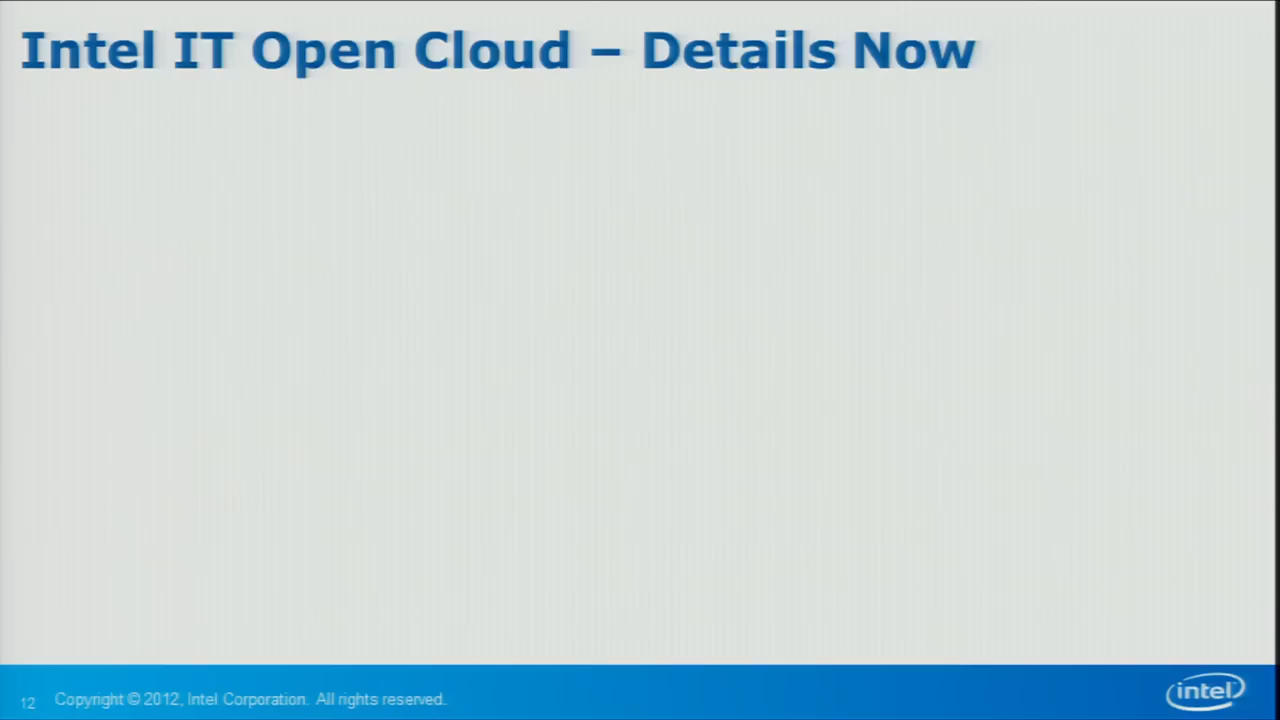 Intel IT Open Cloud – Details Now
12 Copyright © 2012, Intel Corporation. All rights reserved.
intel